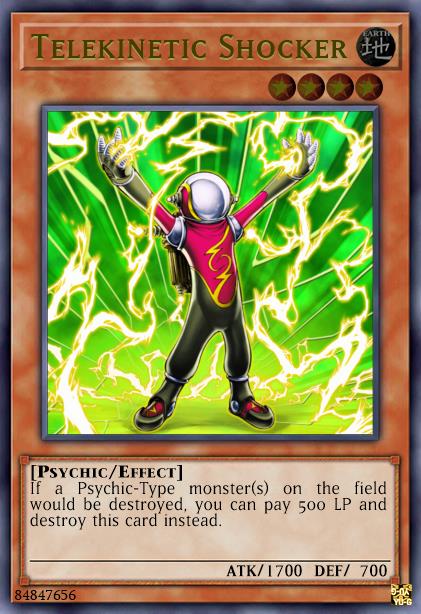 TELEKINETIC SHOCKER
EARTH
地
[PSYCHIC/EFFECT]
If a Psychic-Type monster(s) on the field
would be destroyed, you can pay 500 LP and
destroy this card instead.
ATK/1700 DEF/ 700
84847656